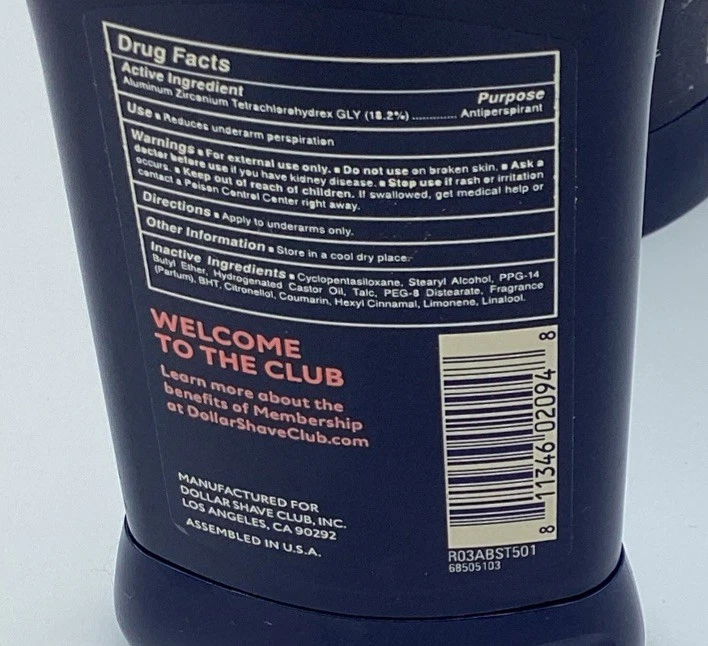 Drug Facts
Active Ingredient Purpose
Aluminum Zirconium Tetrachlorohydrex GLY (18.2%) ............ Antiperspirant
Use ■ Reduces underarm perspiration
Warnings ■ For external use only. ■ Do not use on broken skin. ■ Ask a
doctor before use if you have kidney disease. ■ Stop use if rash or irritation
occurs. ■ Keep out of reach of children. If swallowed, get medical help or
contact a Poison Control Center right away.
Directions ■ Apply to underarms only.
Other Information ■ Store in a cool dry place.
Inactive Ingredients ■ Cyclopentasiloxane, Stearyl Alcohol, PPG-14
Butyl Ether, Hydrogenated Castor Oil, Talc, PEG-8 Distearate, Fragrance
(Parfum), BHT, Citronellol, Coumarin, Hexyl Cinnamal, Limonene, Linalool.
WELCOME
TO THE CLUB
Learn more about the
benefits of Membership
at DollarShaveClub.com
MANUFACTURED FOR
DOLLAR SHAVE CLUB, INC.
LOS ANGELES, CA 90292
ASSEMBLED IN U.S.A.
8 11346 02094 8
R03ABST501
68505103